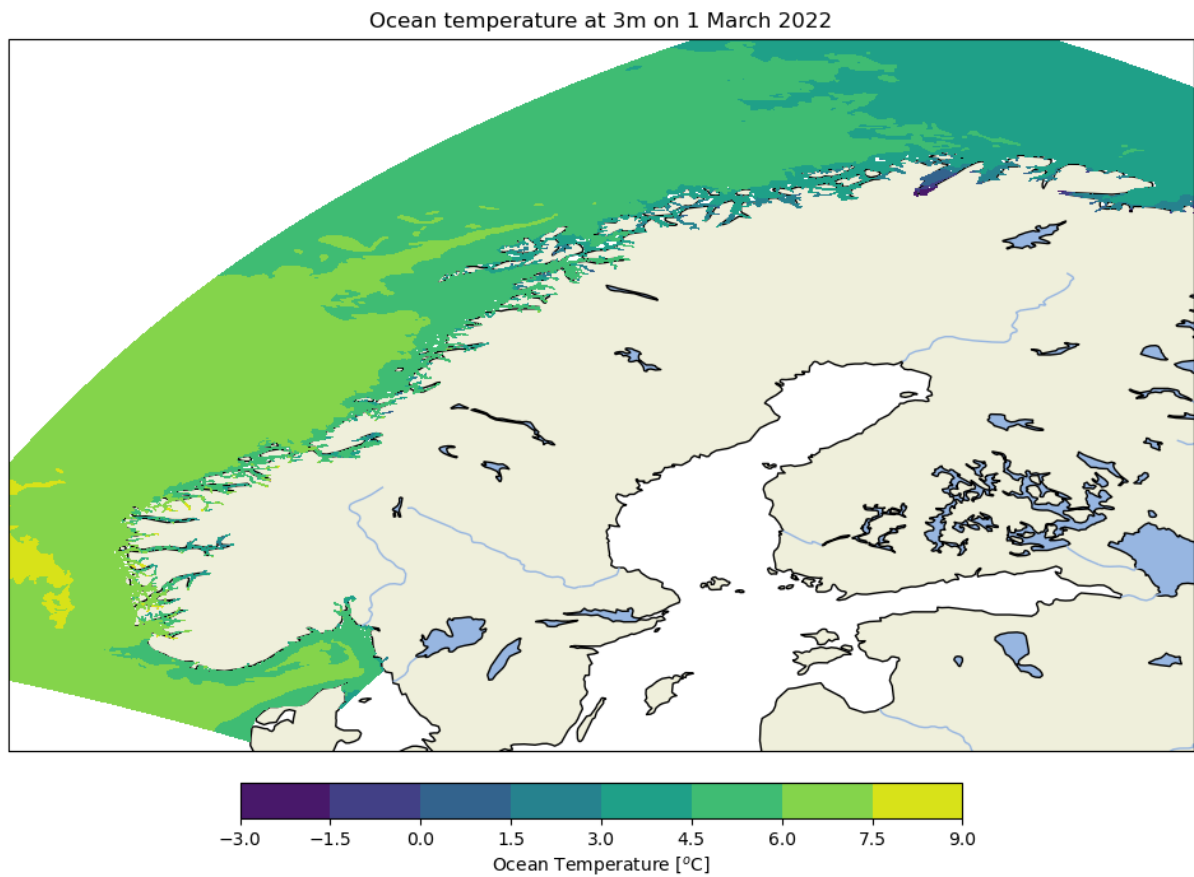 Ocean temperature at 3m on 1 March 2022
−3.0 −1.5 0.0 1.5 3.0 4.5 6.0 7.5 9.0
Ocean Temperature [°C]